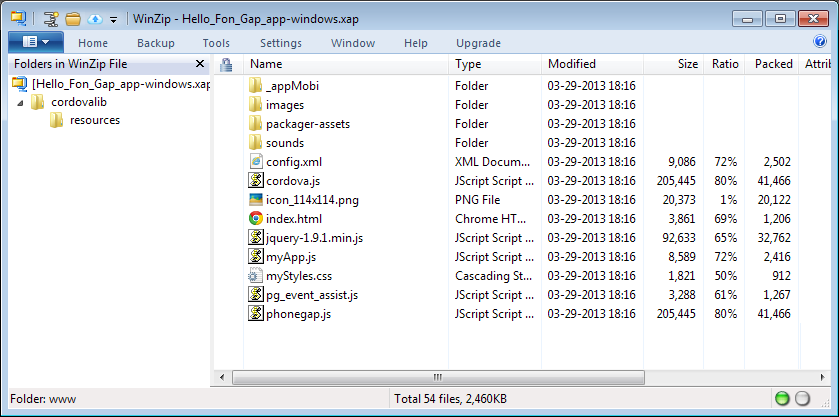 WinZip - Hello_Fon_Gap_app-windows.xap
Home Backup Tools Settings Window Help Upgrade
Folders in WinZip File
[Hello_Fon_Gap_app-windows.xap
cordovalib
resources
Name Type Modified Size Ratio Packed Attrib
_appMobi Folder 03-29-2013 18:16
images Folder 03-29-2013 18:16
packager-assets Folder 03-29-2013 18:16
sounds Folder 03-29-2013 18:16
config.xml XML Docum... 03-29-2013 18:16 9,086 72% 2,502
cordova.js JScript Script ... 03-29-2013 18:16 205,445 80% 41,466
icon_114x114.png PNG File 03-29-2013 18:16 20,373 1% 20,122
index.html Chrome HT... 03-29-2013 18:16 3,861 69% 1,206
jquery-1.9.1.min.js JScript Script ... 03-29-2013 18:16 92,633 65% 32,762
myApp.js JScript Script ... 03-29-2013 18:16 8,589 72% 2,416
myStyles.css Cascading St... 03-29-2013 18:16 1,821 50% 912
pg_event_assist.js JScript Script ... 03-29-2013 18:16 3,288 61% 1,267
phonegap.js JScript Script ... 03-29-2013 18:16 205,445 80% 41,466
Folder: www
Total 54 files, 2,460KB